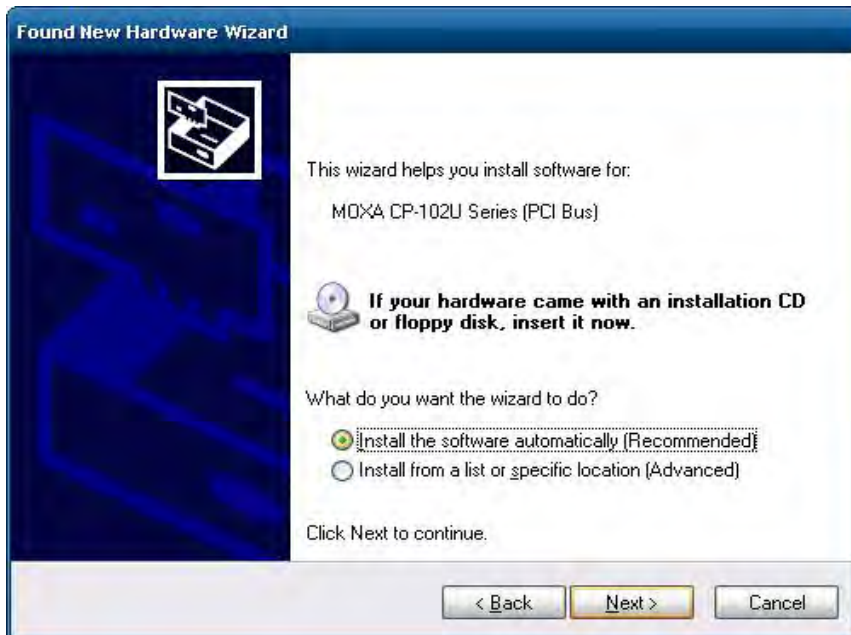 Found New Hardware Wizard
This wizard helps you install software for:
MOXA CP-102U Series (PCI Bus)
If your hardware came with an installation CD
or floppy disk, insert it now.
What do you want the wizard to do?
Install the software automatically (Recommended)
Install from a list or specific location (Advanced)
Click Next to continue.
< Back
Next >
Cancel